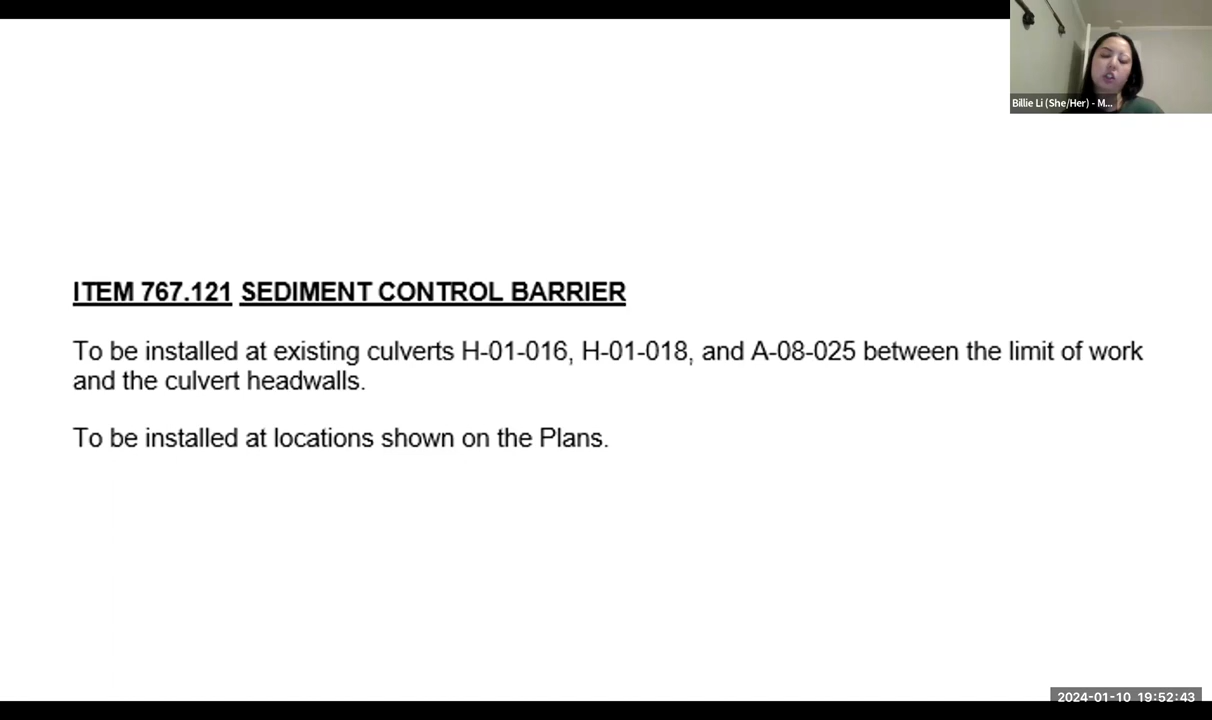 Billie Li (She/Her) - M...
ITEM 767.121 SEDIMENT CONTROL BARRIER
To be installed at existing culverts H-01-016, H-01-018, and A-08-025 between the limit of work
and the culvert headwalls.
To be installed at locations shown on the Plans.
2024-01-10 19:52:43